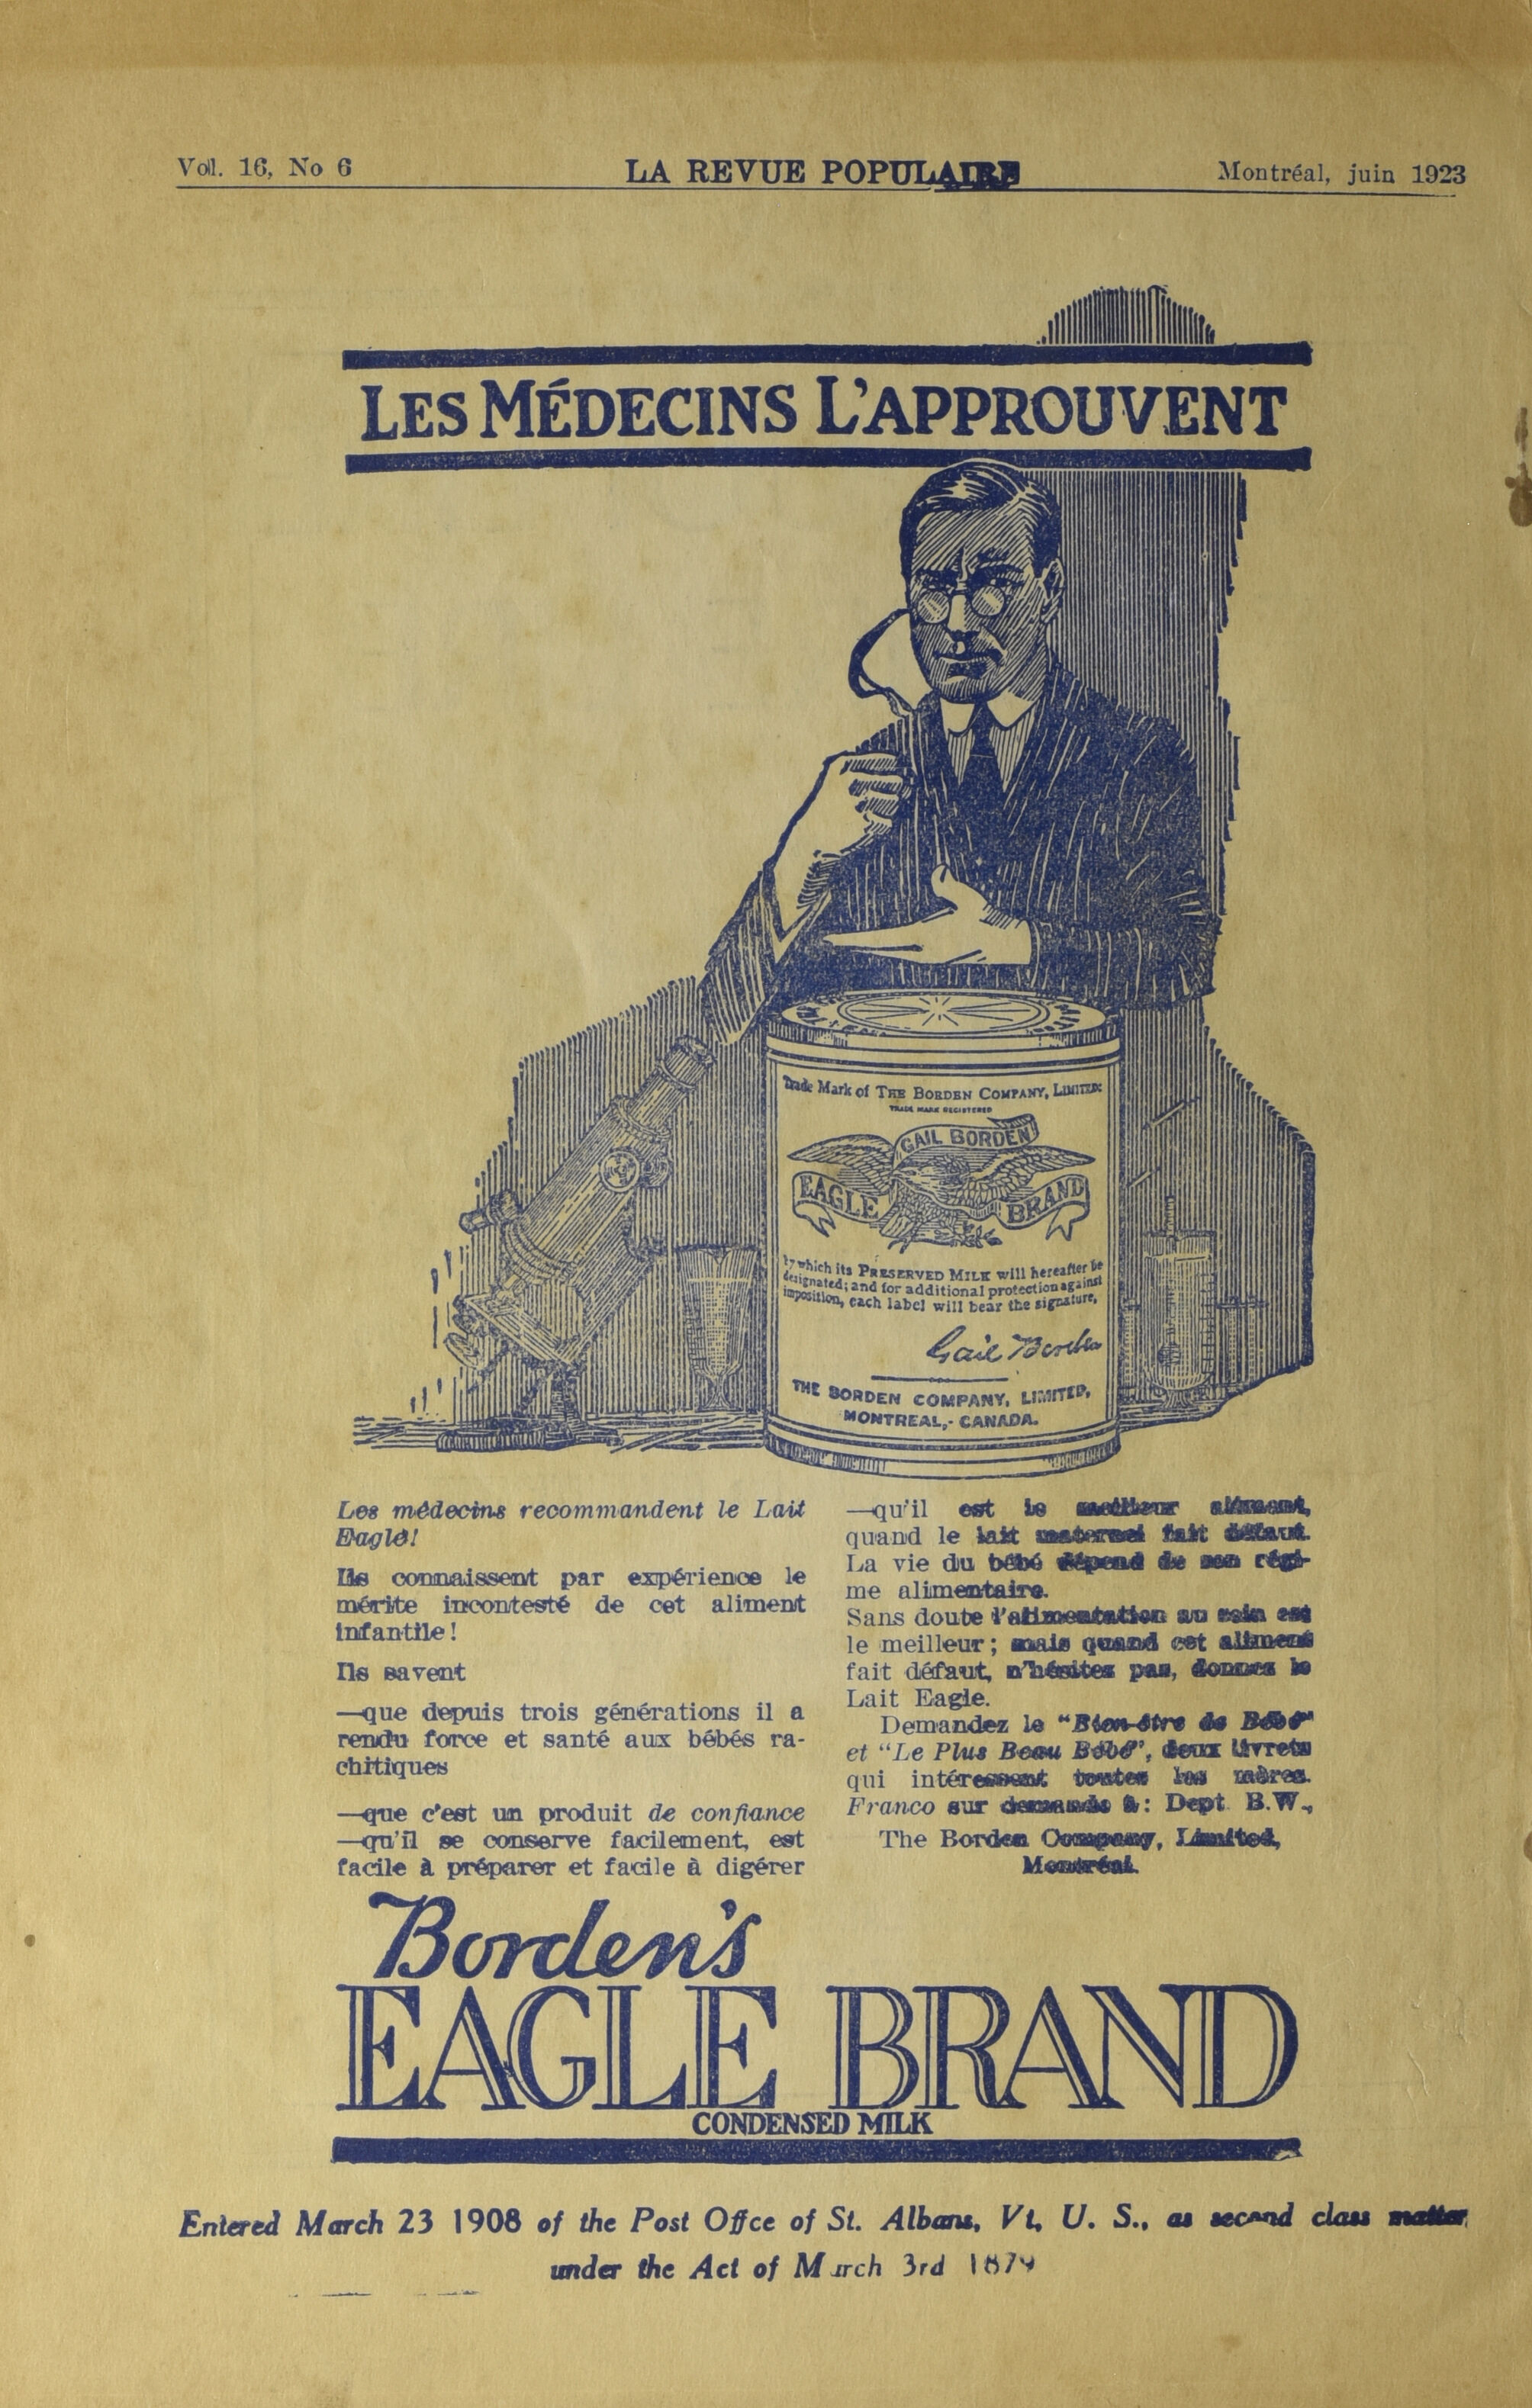 Vol. 16, No 6
LA REVUE POPULAIRE
Montréal, juin 1923
LES MÉDECINS L'APPROUVENT
Trade Mark of THE BORDEN COMPANY, LIMITED:
TRADE MARK REGISTERED
GAIL BORDEN
EAGLE BRAND
by which its PRESERVED MILK will hereafter be
designated; and for additional protection against
imposition, each label will bear the signature,
Gail Borden
THE BORDEN COMPANY, LIMITED,
MONTREAL,- CANADA.
Les médecins recommandent le Lait
Eagle!
Ils connaissent par expérience le
mérite incontesté de cet aliment
infantile!
Ils savent
—que depuis trois générations il a
rendu force et santé aux bébés ra-
chitiques
—que c'est un produit de confiance
—qu'il se conserve facilement, est
facile à préparer et facile à digérer
—qu'il est le meilleur aliment,
quand le lait maternel fait défaut.
La vie du bébé dépend de son régi-
me alimentaire.
Sans doute l'alimentation au sein est
le meilleur; mais quand cet aliment
fait défaut, n'hésitez pas, donnez le
Lait Eagle.
Demandez le "Bien-être de Bébé"
et "Le Plus Beau Bébé", deux livrets
qui intéressent toutes les mères.
Franco sur demande à: Dept. B.W.,
The Borden Company, Limited,
Montréal.
Borden's
EAGLE BRAND
CONDENSED MILK
Entered March 23 1908 of the Post Offce of St. Albans, Vt, U. S., as second class matter
under the Act of March 3rd 1879